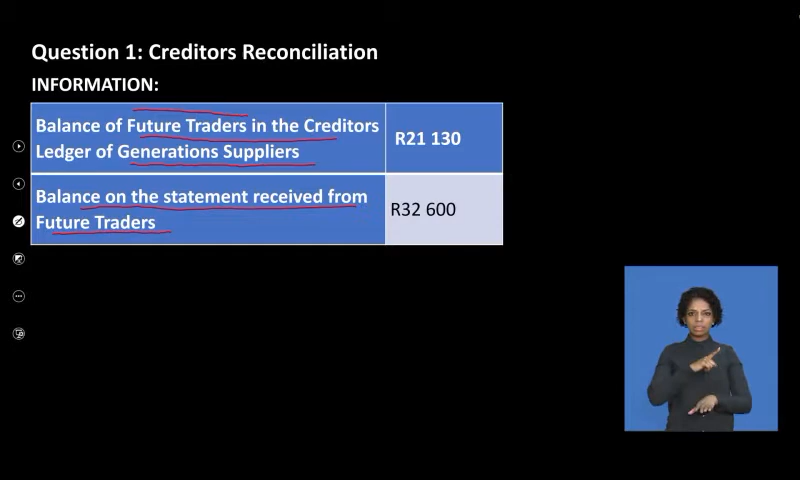 Question 1: Creditors Reconciliation
INFORMATION:
Balance of Future Traders in the Creditors
Ledger of Generations Suppliers
R21 130
Balance on the statement received from
Future Traders
R32 600